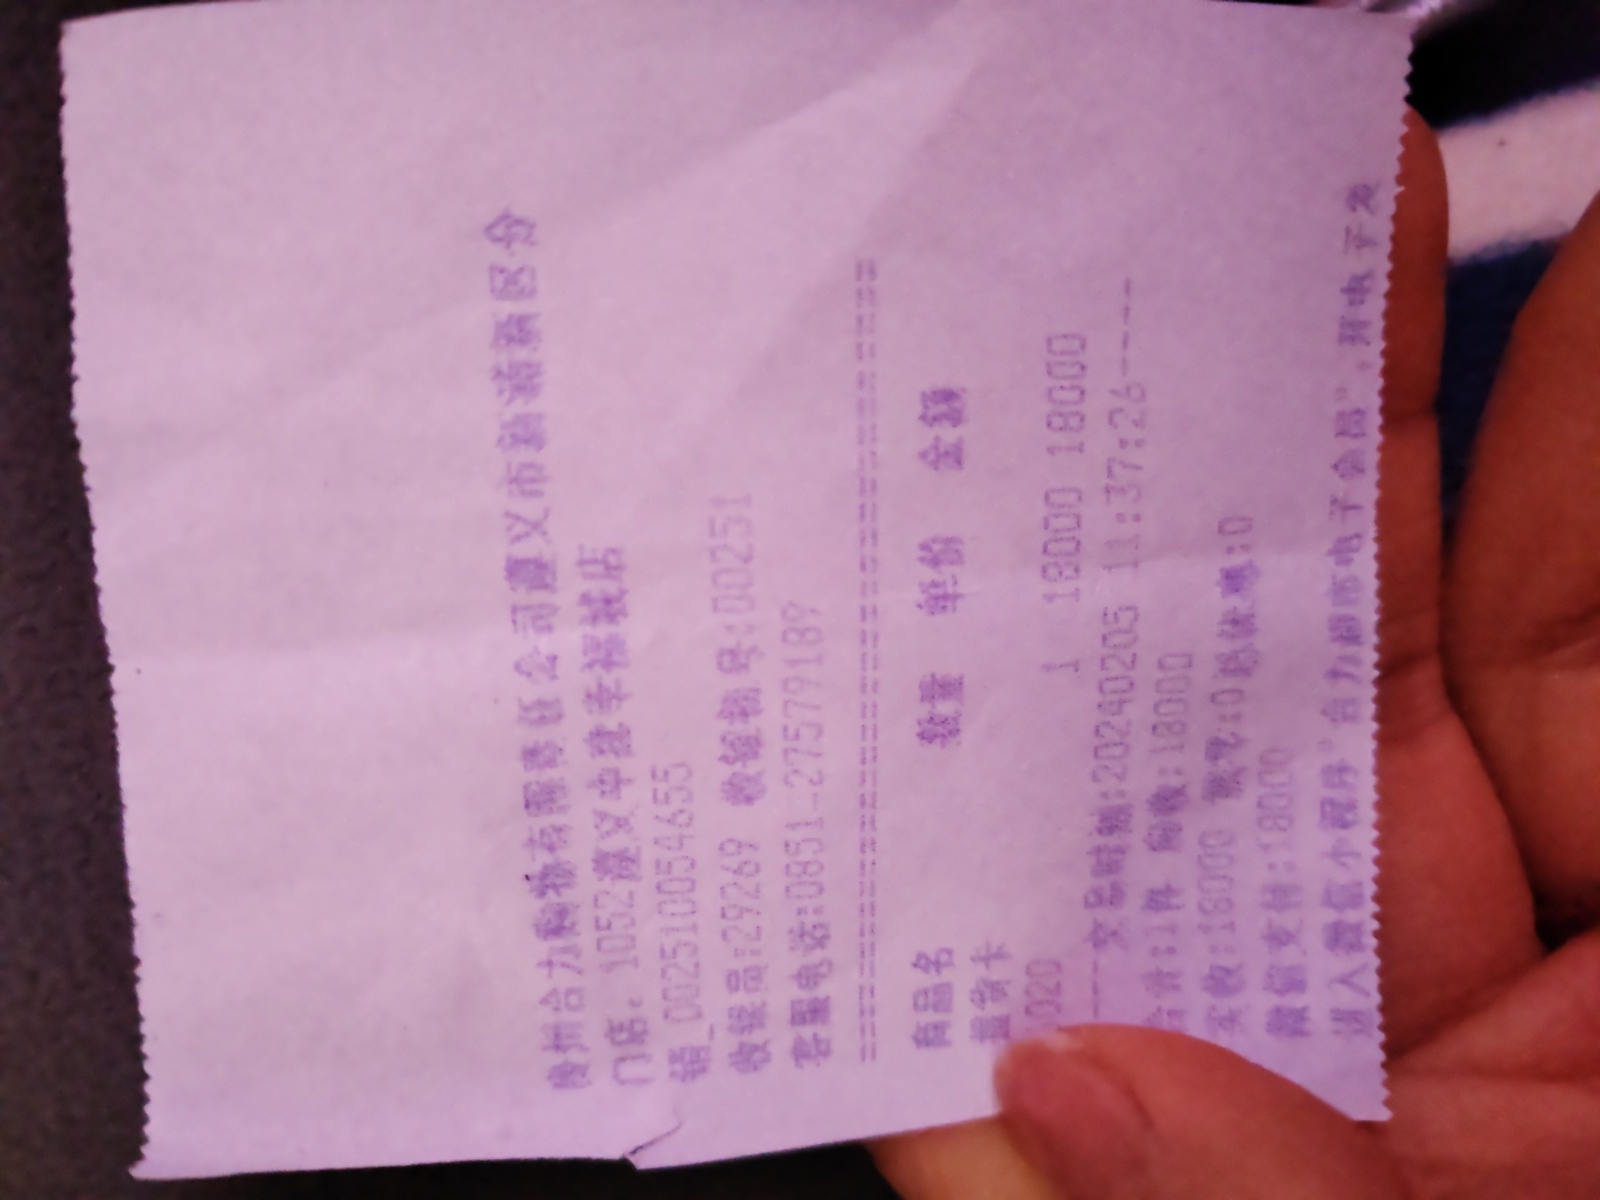 贵州合力购物有限责任公司遵义市新蒲新区分
门店: 1052遵义中建幸福城店
销_002510054655
收银员:29269 收银机号:00251
客服电话:0851-27579189
================================
商品名 数量 单价 金额
提货卡
020 1 18000 18000
----交易时端:20240205 11:37:26----
合计:1件 应收:18000
实收:18000 找零:0 总优惠:0
微信支付:18000
进入微信小程序"合力超市电子会员",开电子发